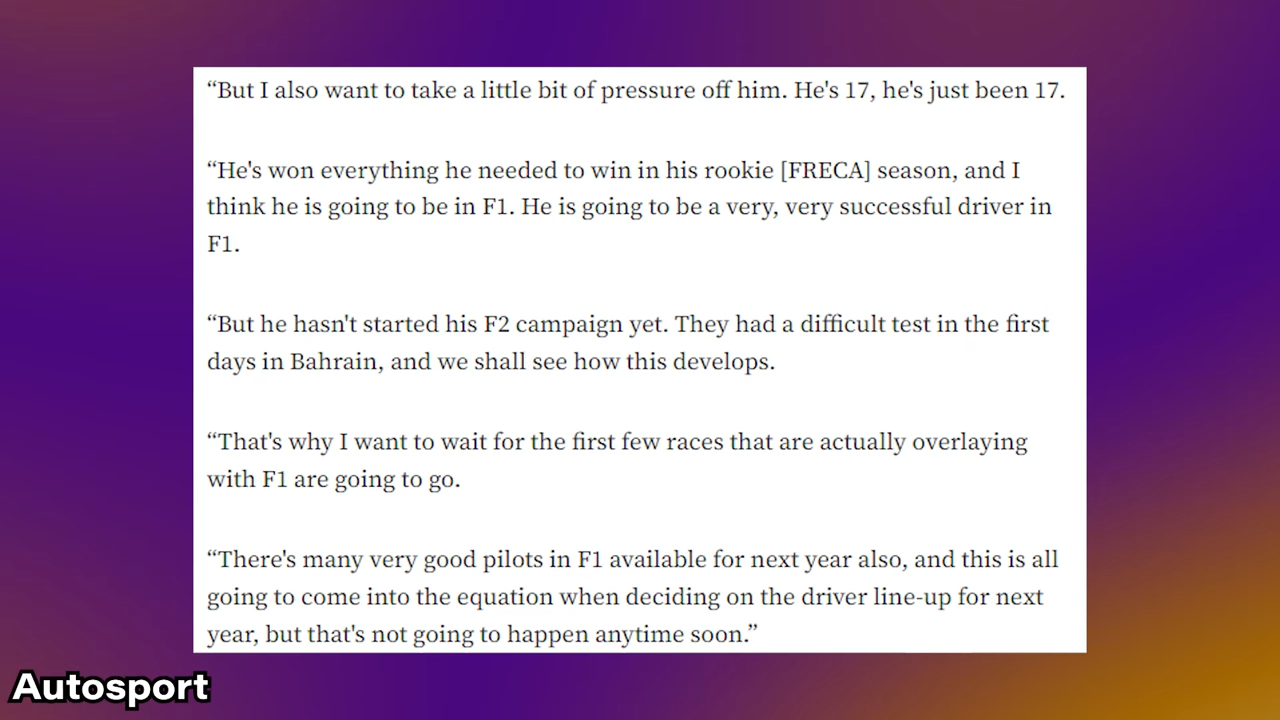 “But I also want to take a little bit of pressure off him. He's 17, he's just been 17.
“He's won everything he needed to win in his rookie [FRECA] season, and I
think he is going to be in F1. He is going to be a very, very successful driver in
F1.
“But he hasn't started his F2 campaign yet. They had a difficult test in the first
days in Bahrain, and we shall see how this develops.
“That's why I want to wait for the first few races that are actually overlaying
with F1 are going to go.
“There's many very good pilots in F1 available for next year also, and this is all
going to come into the equation when deciding on the driver line-up for next
year, but that's not going to happen anytime soon.”
Autosport